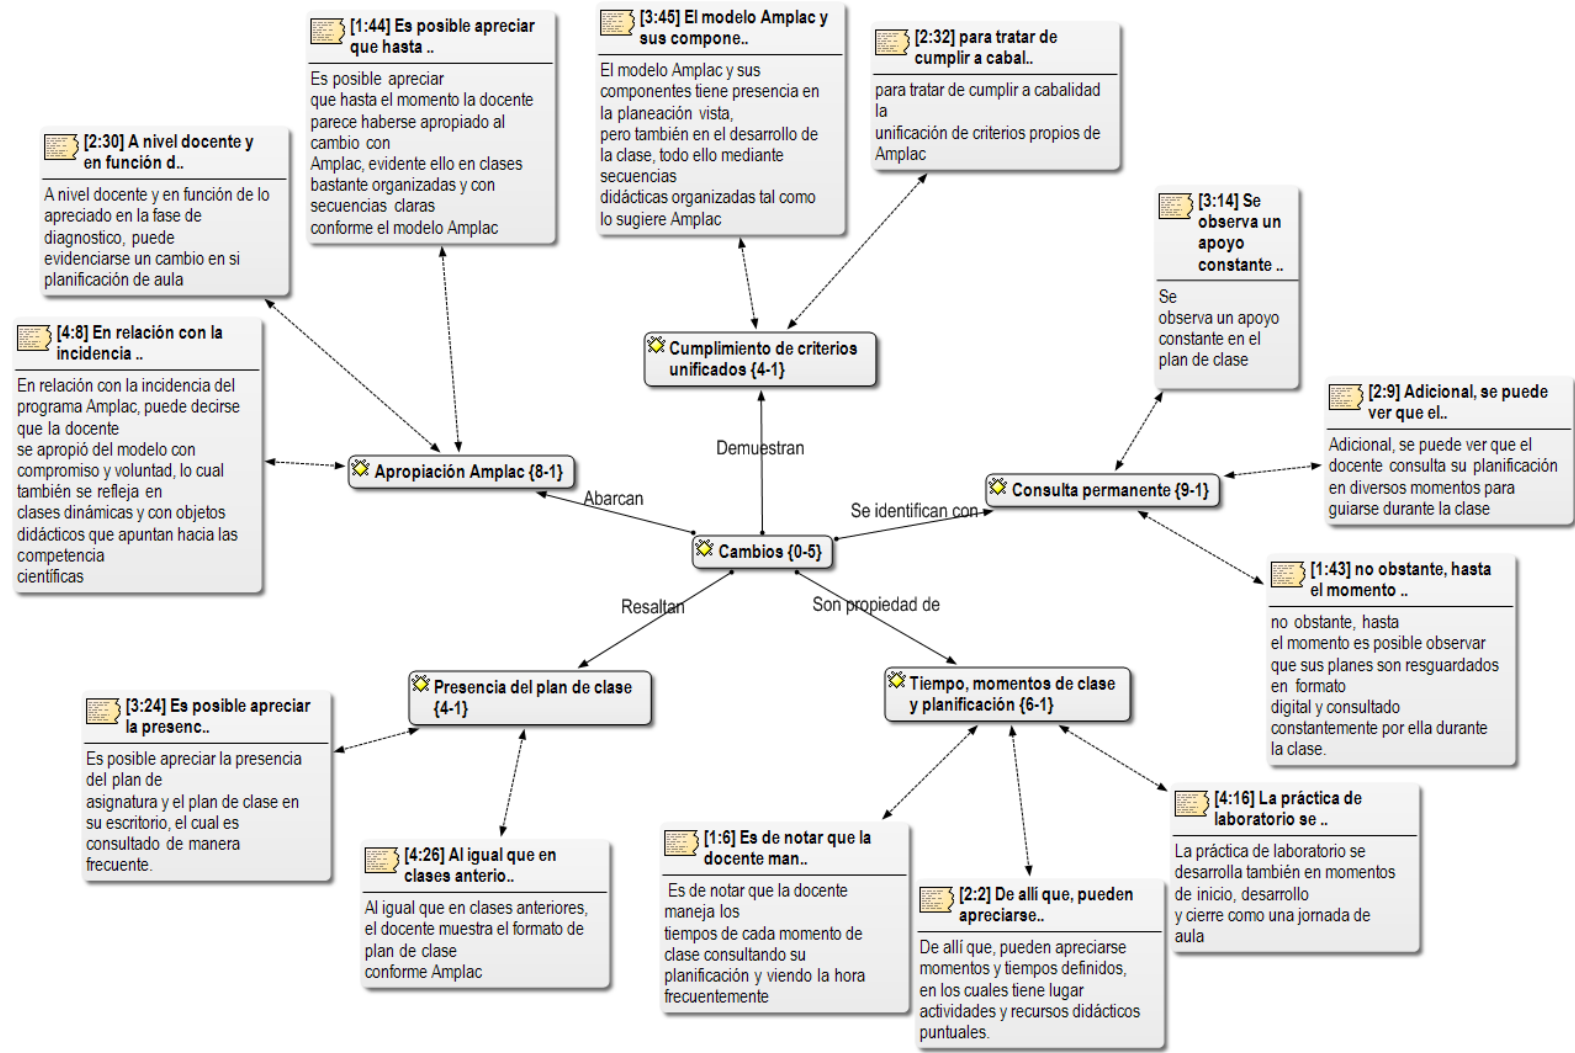 [1:44] Es posible apreciar
que hasta ..
Es posible apreciar
que hasta el momento la docente
parece haberse apropiado al
cambio con
Amplac, evidente ello en clases
bastante organizadas y con
secuencias claras
conforme el modelo Amplac
[3:45] El modelo Amplac y
sus compone..
El modelo Amplac y sus
componentes tiene presencia en
la planeación vista,
pero también en el desarrollo de
la clase, todo ello mediante
secuencias
didácticas organizadas tal como
lo sugiere Amplac
[2:32] para tratar de
cumplir a cabal..
para tratar de cumplir a cabalidad
la
unificación de criterios propios de
Amplac
[2:30] A nivel docente y
en función d..
A nivel docente y en función de lo
apreciado en la fase de
diagnostico, puede
evidenciarse un cambio en si
planificación de aula
[3:14] Se
observa un
apoyo
constante ..
Se
observa un apoyo
constante en el
plan de clase
[4:8] En relación con la
incidencia ..
En relación con la incidencia del
programa Amplac, puede decirse
que la docente
se apropió del modelo con
compromiso y voluntad, lo cual
también se refleja en
clases dinámicas y con objetos
didácticos que apuntan hacia las
competencia
científicas
Cumplimiento de criterios
unificados {4-1}
[2:9] Adicional, se puede
ver que el..
Adicional, se puede ver que el
docente consulta su planificación
en diversos momentos para
guiarse durante la clase
Demuestran
Apropiación Amplac {8-1}
Abarcan
Consulta permanente {9-1}
Se identifican con
Cambios {0-5}
[1:43] no obstante, hasta
el momento ..
no obstante, hasta
el momento es posible observar
que sus planes son resguardados
en formato
digital y consultado
constantemente por ella durante
la clase.
Resaltan
Son propiedad de
Presencia del plan de clase
{4-1}
Tiempo, momentos de clase
y planificación {6-1}
[3:24] Es posible apreciar
la presenc..
Es posible apreciar la presencia
del plan de
asignatura y el plan de clase en
su escritorio, el cual es
consultado de manera
frecuente.
[4:26] Al igual que en
clases anterio..
Al igual que en clases anteriores,
el docente muestra el formato de
plan de clase
conforme Amplac
[1:6] Es de notar que la
docente man..
Es de notar que la docente
maneja los
tiempos de cada momento de
clase consultando su
planificación y viendo la hora
frecuentemente
[2:2] De allí que, pueden
apreciarse..
De allí que, pueden apreciarse
momentos y tiempos definidos,
en los cuales tiene lugar
actividades y recursos didácticos
puntuales.
[4:16] La práctica de
laboratorio se ..
La práctica de laboratorio se
desarrolla también en momentos
de inicio, desarrollo
y cierre como una jornada de
aula